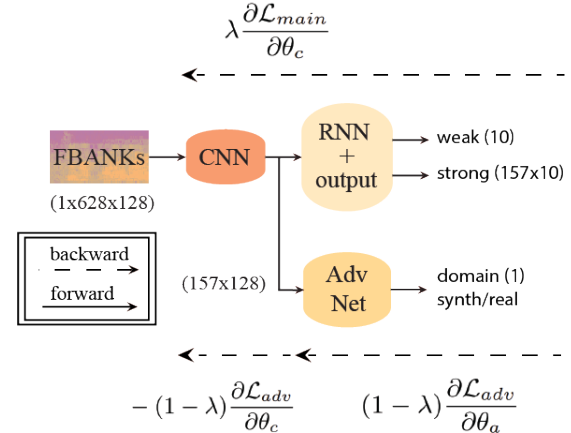 λ ∂ℒ_main / ∂θ_c
FBANKs
CNN
RNN
+
output
weak (10)
strong (157x10)
(1x628x128)
backward
forward
(157x128)
Adv
Net
domain (1)
synth/real
− (1 − λ) ∂ℒ_adv / ∂θ_c
(1 − λ) ∂ℒ_adv / ∂θ_a